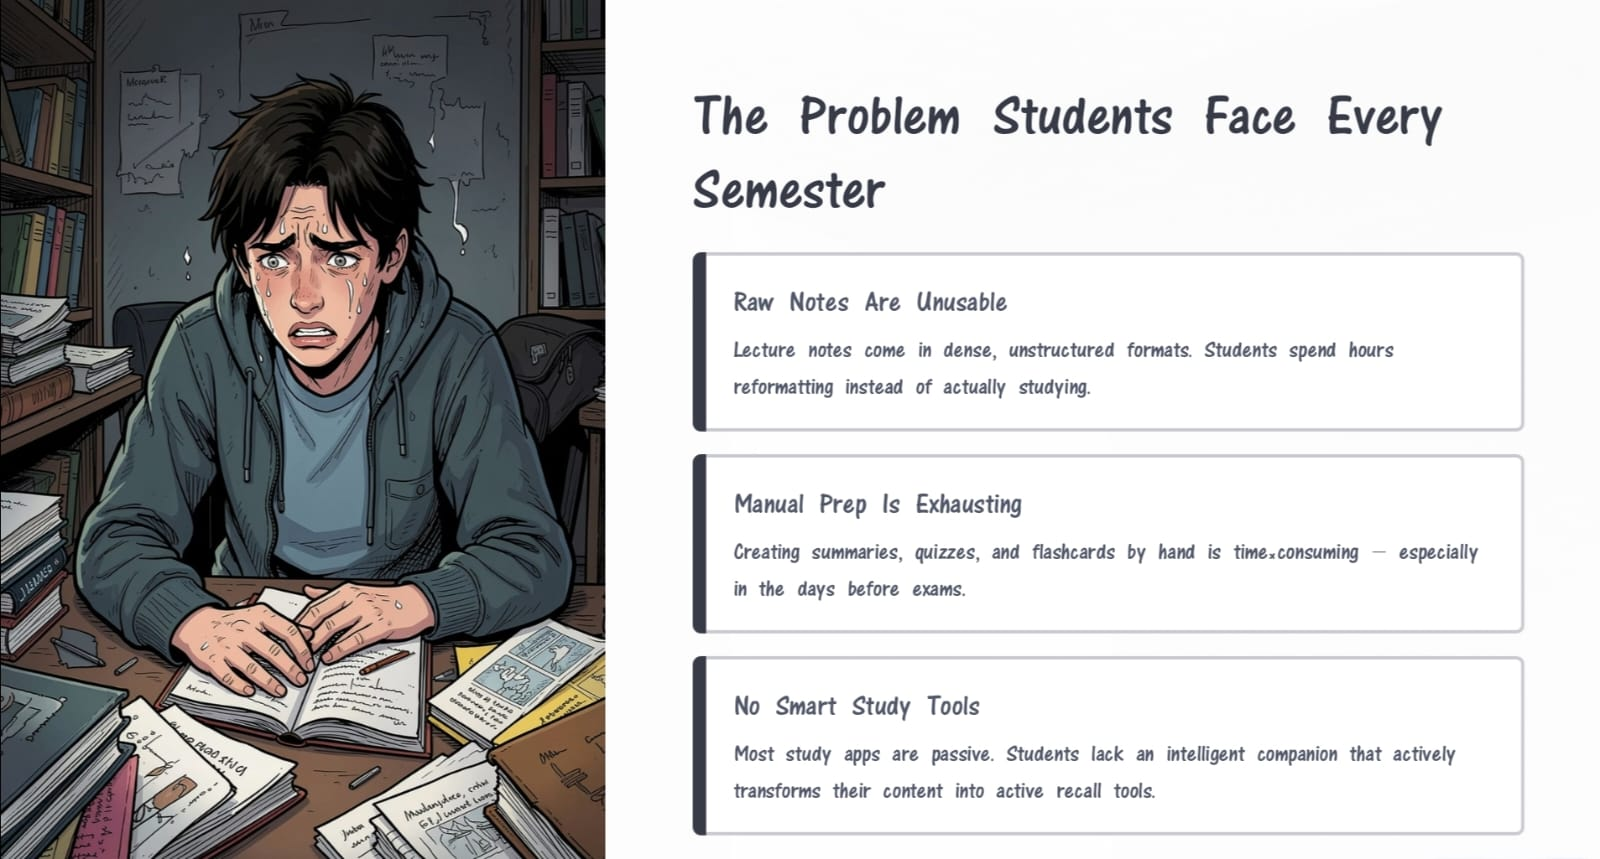 The Problem Students Face Every
Semester
Raw Notes Are Unusable
Lecture notes come in dense, unstructured formats. Students spend hours
reformatting instead of actually studying.
Manual Prep Is Exhausting
Creating summaries, quizzes, and flashcards by hand is time-consuming — especially
in the days before exams.
No Smart Study Tools
Most study apps are passive. Students lack an intelligent companion that actively
transforms their content into active recall tools.